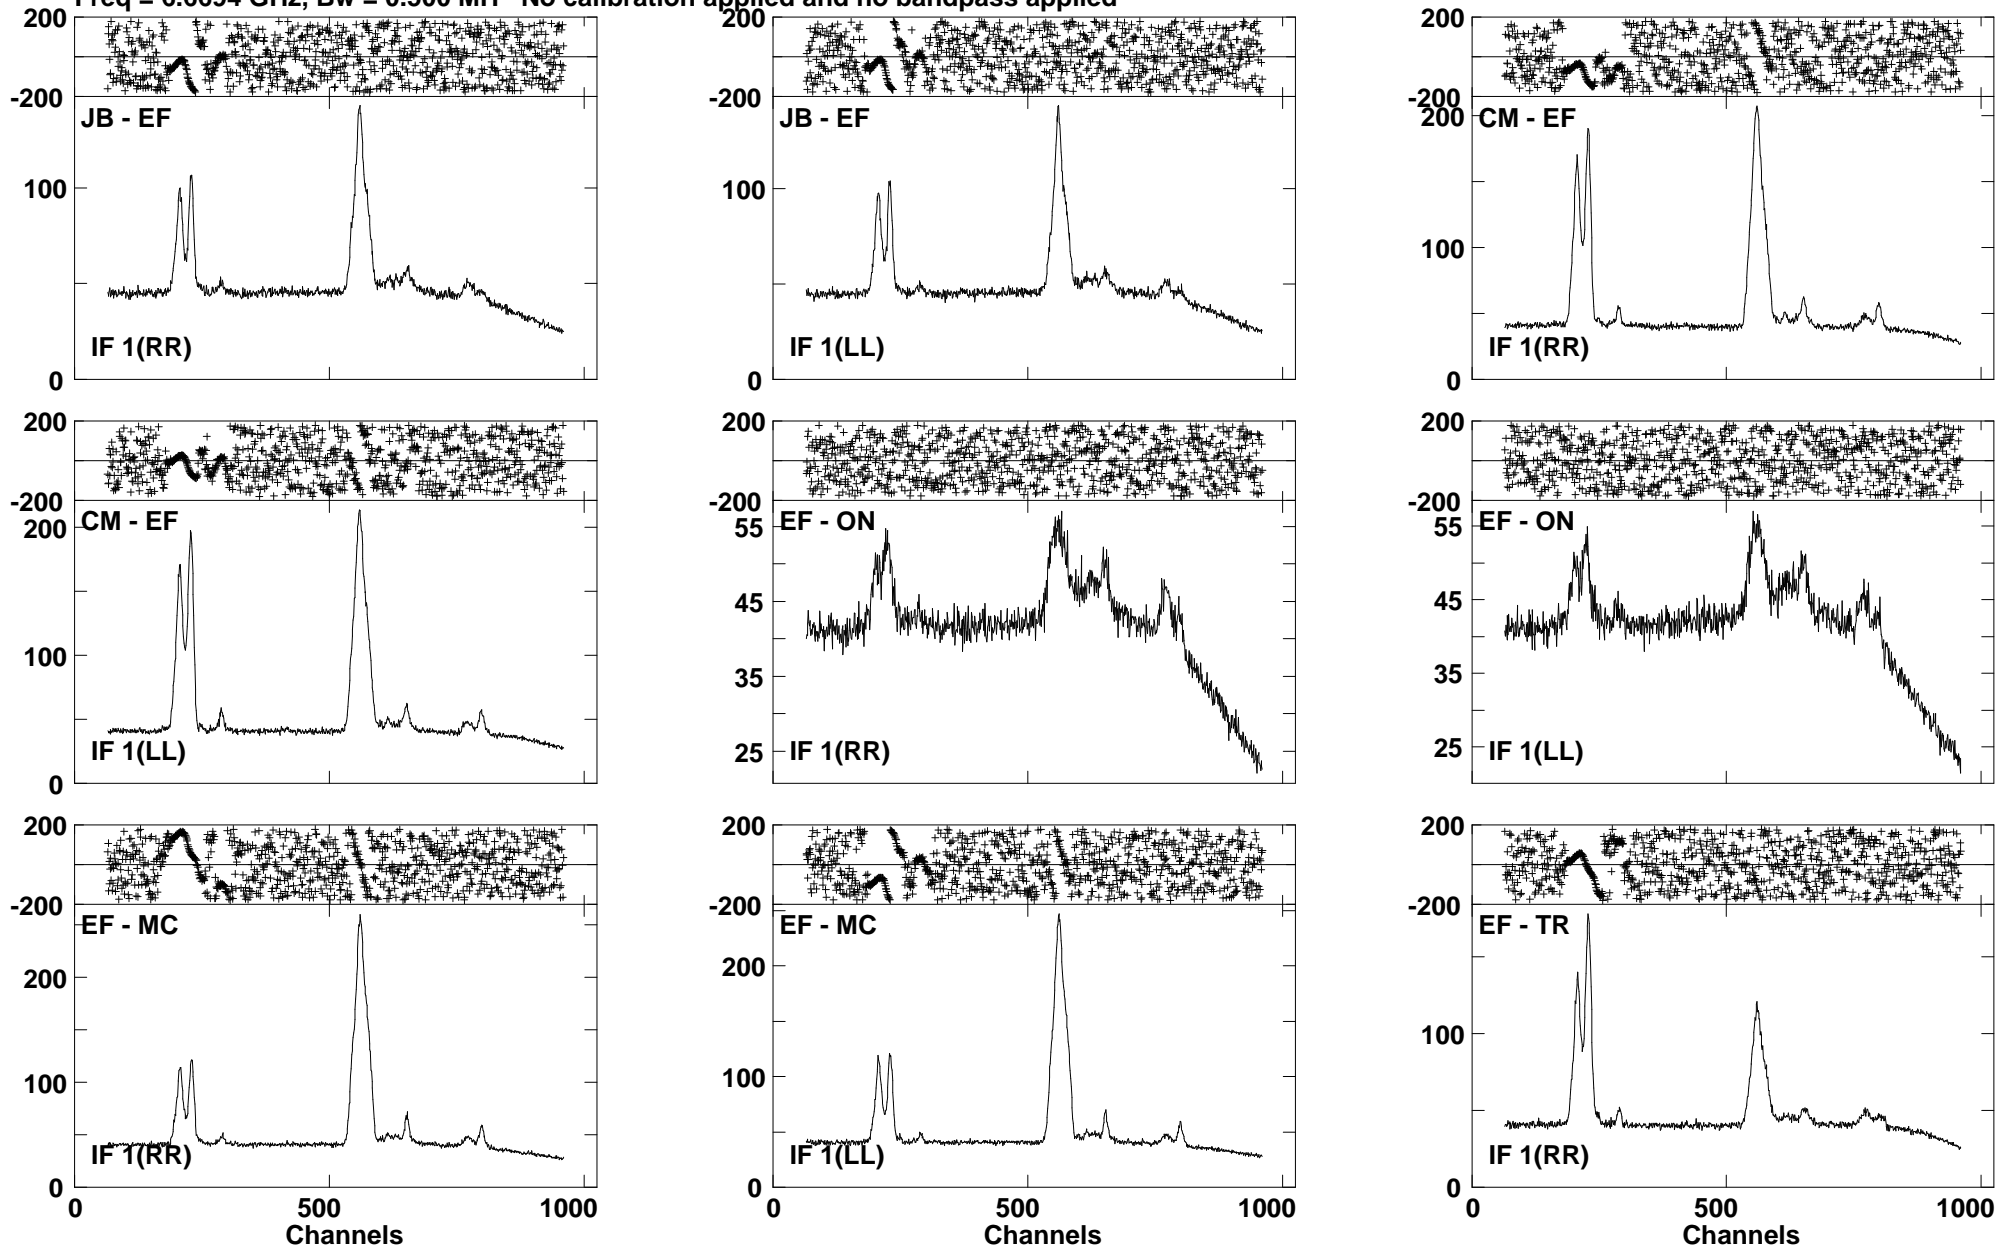 Freq = 6.6694 GHz, Bw = 0.500 MH No calibration applied and no bandpass applied
200 200 200
-200 -200 -200
JB - EF JB - EF 200 CM - EF
100 100 100
IF 1(RR) IF 1(LL) IF 1(RR)
0 0 0
200 200 200
-200 -200 -200
200 CM - EF 55 EF - ON 55 EF - ON
100 45 45
35 35
IF 1(LL) 25 IF 1(RR) 25 IF 1(LL)
0
200 200 200
-200 -200 -200
EF - MC EF - MC EF - TR
200 200
100 100 100
IF 1(RR) IF 1(LL) IF 1(RR)
0 0 0
0 500 1000 0 500 1000 0 500 1000
Channels Channels Channels